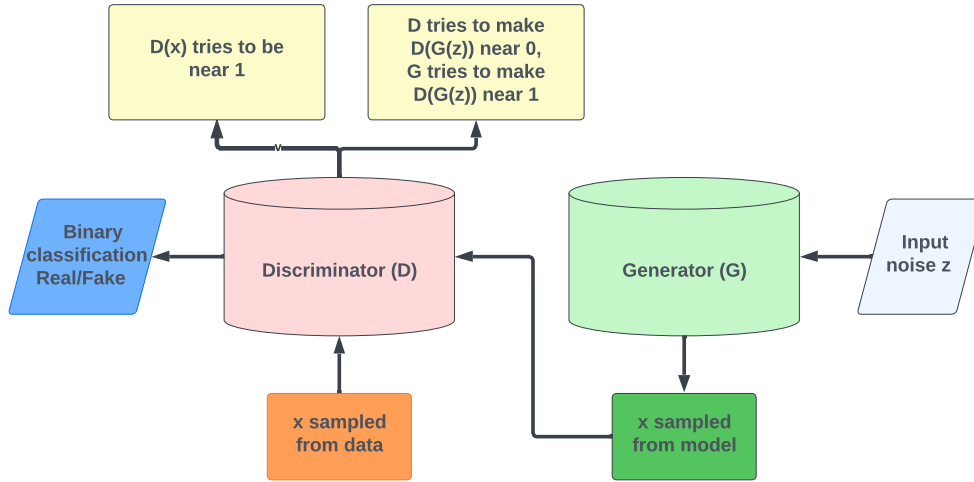 D(x) tries to be
near 1
D tries to make
D(G(z)) near 0,
G tries to make
D(G(z)) near 1
v
Binary
classification
Real/Fake
Discriminator (D)
Generator (G)
Input
noise z
x sampled
from data
x sampled
from model